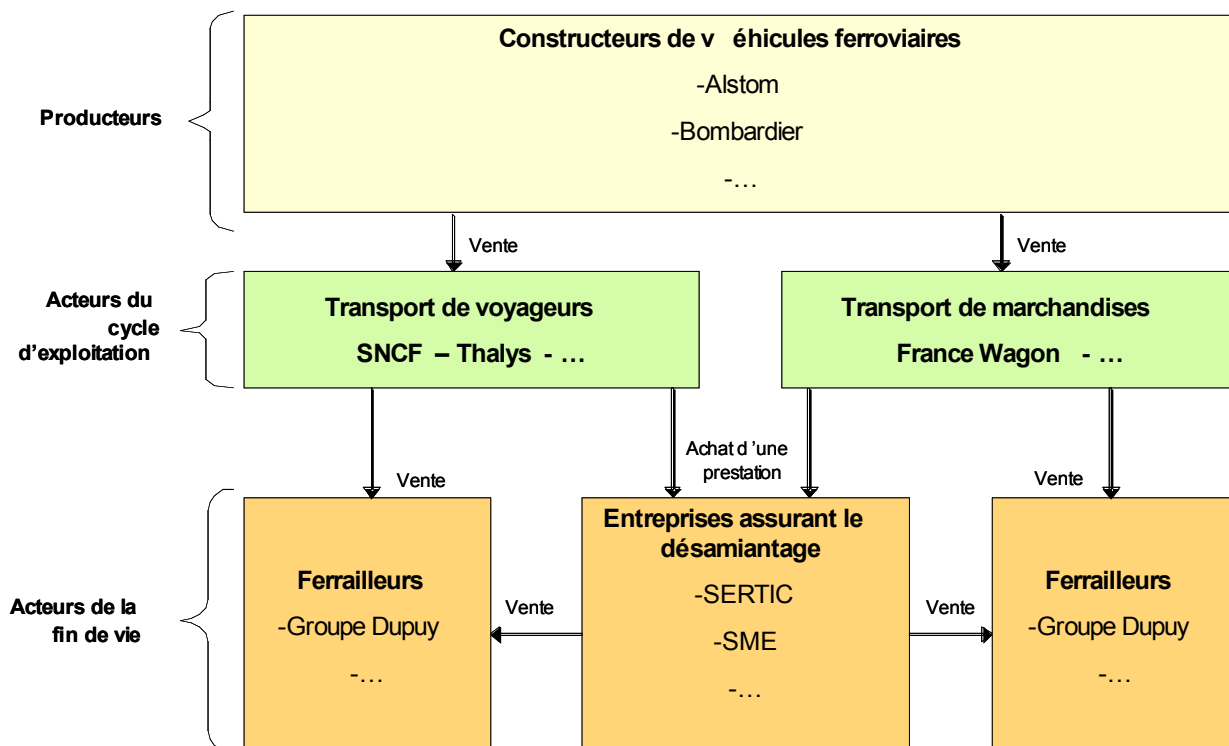 Constructeurs de v éhicules ferroviaires
-Alstom
-Bombardier
-...
Producteurs
Vente
Vente
Acteurs du
cycle
d'exploitation
Transport de voyageurs
SNCF – Thalys - ...
Transport de marchandises
France Wagon - ...
Achat d 'une
prestation
Vente
Vente
Acteurs de la
fin de vie
Ferrailleurs
-Groupe Dupuy
-...
Vente
Entreprises assurant le
désamiantage
-SERTIC
-SME
-...
Vente
Ferrailleurs
-Groupe Dupuy
-...